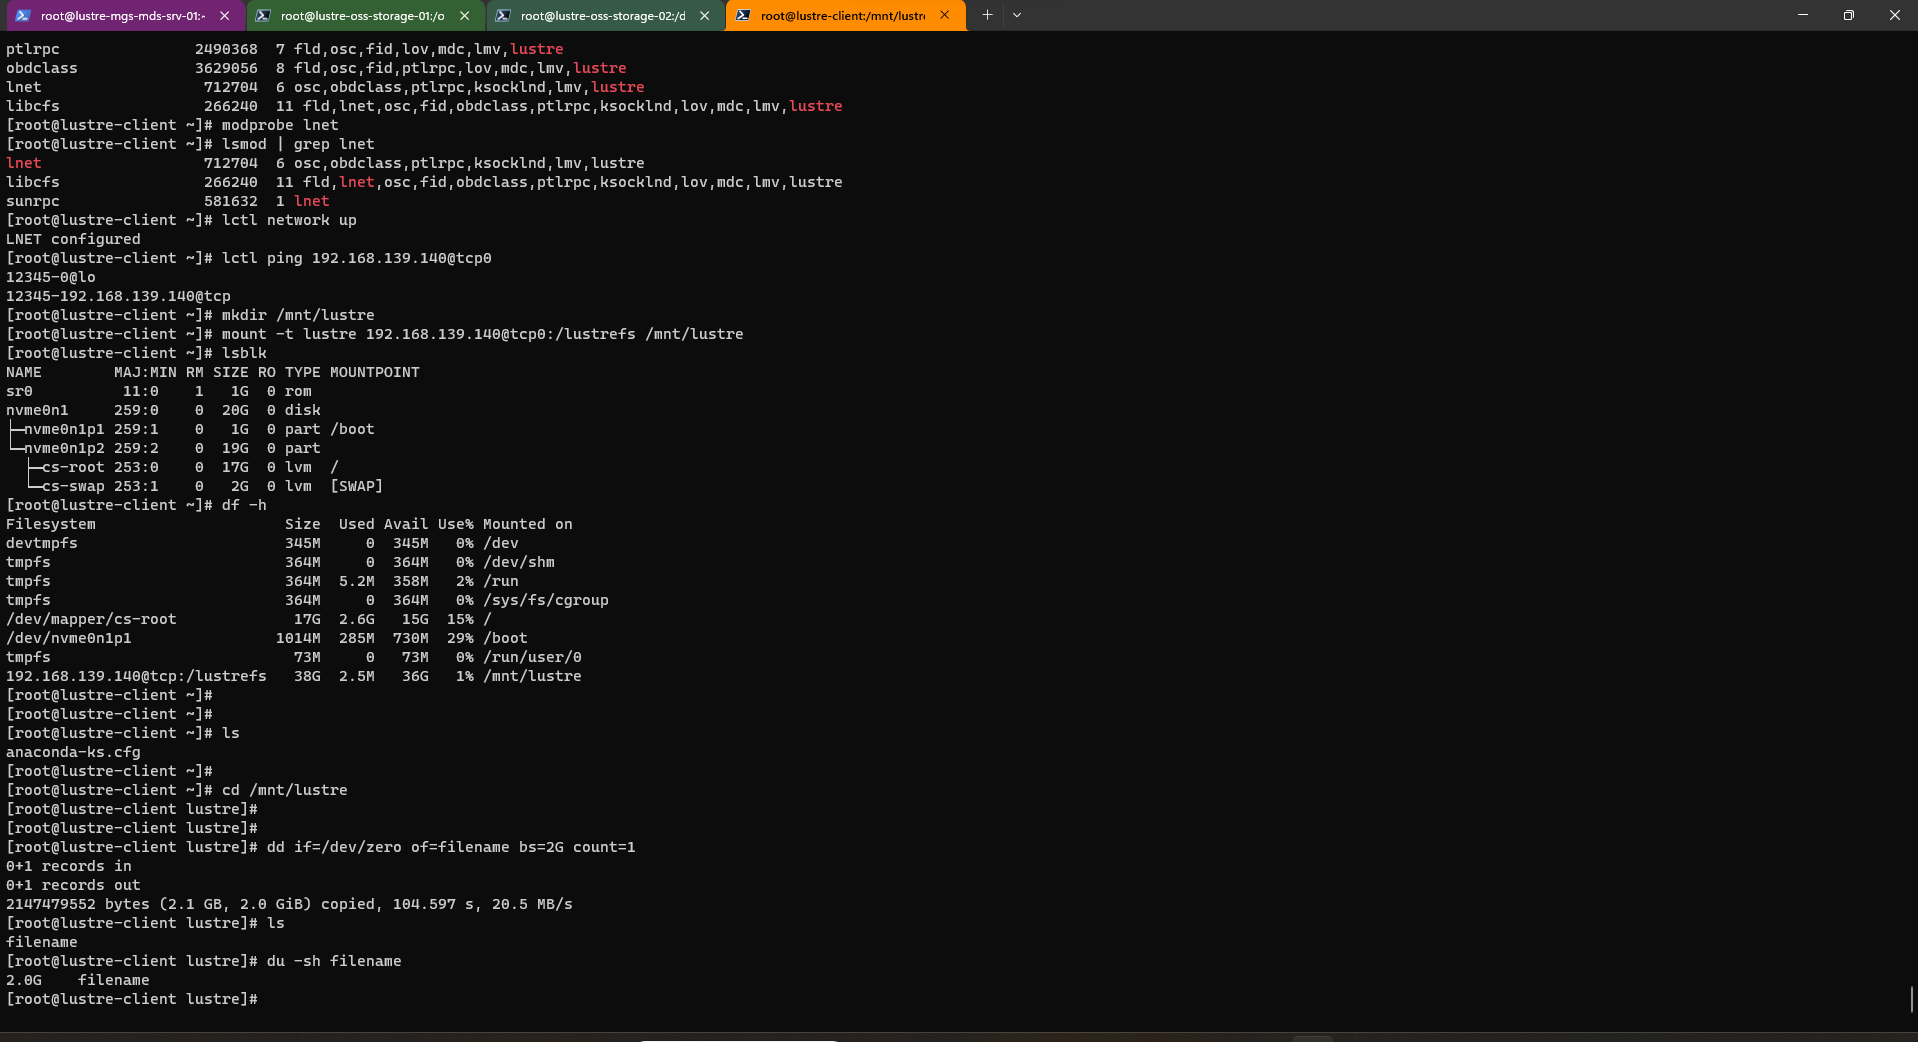 root@lustre-mgs-mds-srv-01:~
root@lustre-oss-storage-01:/o
root@lustre-oss-storage-02:/d
root@lustre-client:/mnt/lustr
ptlrpc               2490368  7 fld,osc,fid,lov,mdc,lmv,lustre
obdclass             3629056  8 fld,osc,fid,ptlrpc,lov,mdc,lmv,lustre
lnet                  712704  6 osc,obdclass,ptlrpc,ksocklnd,lmv,lustre
libcfs                266240  11 fld,lnet,osc,fid,obdclass,ptlrpc,ksocklnd,lov,mdc,lmv,lustre
[root@lustre-client ~]# modprobe lnet
[root@lustre-client ~]# lsmod | grep lnet
lnet                  712704  6 osc,obdclass,ptlrpc,ksocklnd,lmv,lustre
libcfs                266240  11 fld,lnet,osc,fid,obdclass,ptlrpc,ksocklnd,lov,mdc,lmv,lustre
sunrpc                581632  1 lnet
[root@lustre-client ~]# lctl network up
LNET configured
[root@lustre-client ~]# lctl ping 192.168.139.140@tcp0
12345-0@lo
12345-192.168.139.140@tcp
[root@lustre-client ~]# mkdir /mnt/lustre
[root@lustre-client ~]# mount -t lustre 192.168.139.140@tcp0:/lustrefs /mnt/lustre
[root@lustre-client ~]# lsblk
NAME        MAJ:MIN RM SIZE RO TYPE MOUNTPOINT
sr0          11:0    1   1G  0 rom
nvme0n1     259:0    0  20G  0 disk
├─nvme0n1p1 259:1    0   1G  0 part /boot
└─nvme0n1p2 259:2    0  19G  0 part
  ├─cs-root 253:0    0  17G  0 lvm  /
  └─cs-swap 253:1    0   2G  0 lvm  [SWAP]
[root@lustre-client ~]# df -h
Filesystem                     Size  Used Avail Use% Mounted on
devtmpfs                       345M     0  345M   0% /dev
tmpfs                          364M     0  364M   0% /dev/shm
tmpfs                          364M  5.2M  358M   2% /run
tmpfs                          364M     0  364M   0% /sys/fs/cgroup
/dev/mapper/cs-root             17G  2.6G   15G  15% /
/dev/nvme0n1p1                1014M  285M  730M  29% /boot
tmpfs                           73M     0   73M   0% /run/user/0
192.168.139.140@tcp:/lustrefs   38G  2.5M   36G   1% /mnt/lustre
[root@lustre-client ~]#
[root@lustre-client ~]#
[root@lustre-client ~]# ls
anaconda-ks.cfg
[root@lustre-client ~]#
[root@lustre-client ~]# cd /mnt/lustre
[root@lustre-client lustre]#
[root@lustre-client lustre]#
[root@lustre-client lustre]# dd if=/dev/zero of=filename bs=2G count=1
0+1 records in
0+1 records out
2147479552 bytes (2.1 GB, 2.0 GiB) copied, 104.597 s, 20.5 MB/s
[root@lustre-client lustre]# ls
filename
[root@lustre-client lustre]# du -sh filename
2.0G    filename
[root@lustre-client lustre]#